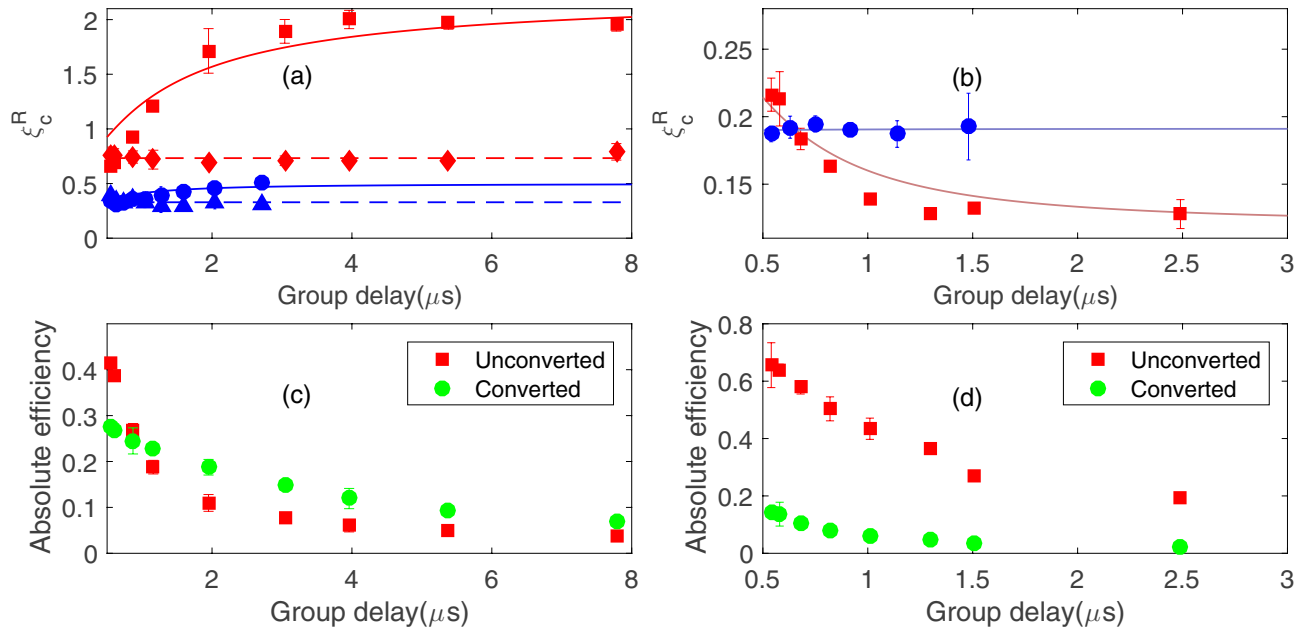 2
1.5
1
0.5
0
ξ_c^R
(a)
2 4 6 8
Group delay(μs)
0.25
0.2
0.15
ξ_c^R
(b)
0.5 1 1.5 2 2.5 3
Group delay(μs)
0.4
0.3
0.2
0.1
0
Absolute efficiency
Unconverted
Converted
(c)
2 4 6 8
Group delay(μs)
0.8
0.6
0.4
0.2
0
Absolute efficiency
Unconverted
Converted
(d)
0.5 1 1.5 2 2.5 3
Group delay(μs)